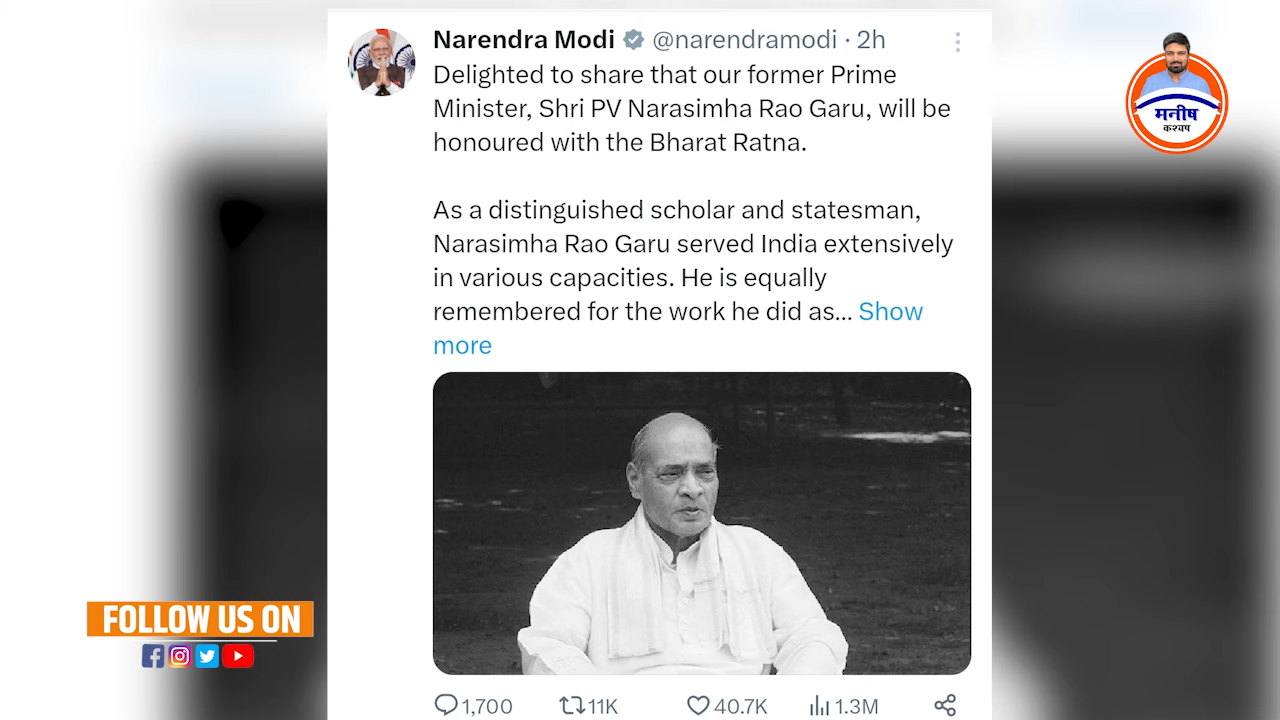 Narendra Modi @narendramodi · 2h
Delighted to share that our former Prime
Minister, Shri PV Narasimha Rao Garu, will be
honoured with the Bharat Ratna.
As a distinguished scholar and statesman,
Narasimha Rao Garu served India extensively
in various capacities. He is equally
remembered for the work he did as... Show
more
1,700 11K 40.7K 1.3M
मनीष
कश्यप
FOLLOW US ON